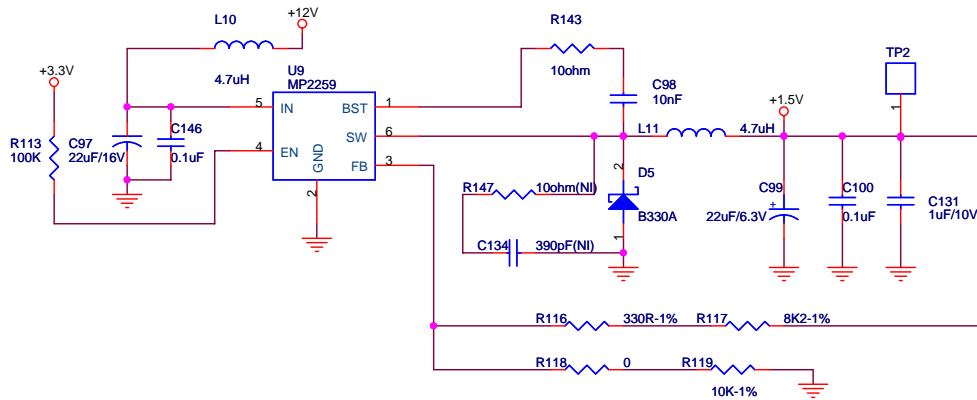 L10
+12V
4.7uH
+3.3V
R113
100K
C97
22uF/16V
C146
0.1uF
U9
MP2259
5
IN
4
EN
GND
2
BST
1
SW
6
FB
3
R143
10ohm
C98
10nF
L11
4.7uH
+1.5V
TP2
1
R147
10ohm(NI)
C134
390pF(NI)
2
D5
B330A
1
C99
+
22uF/6.3V
C100
0.1uF
C131
1uF/10V
R116
330R-1%
R117
8K2-1%
R118
0
R119
10K-1%